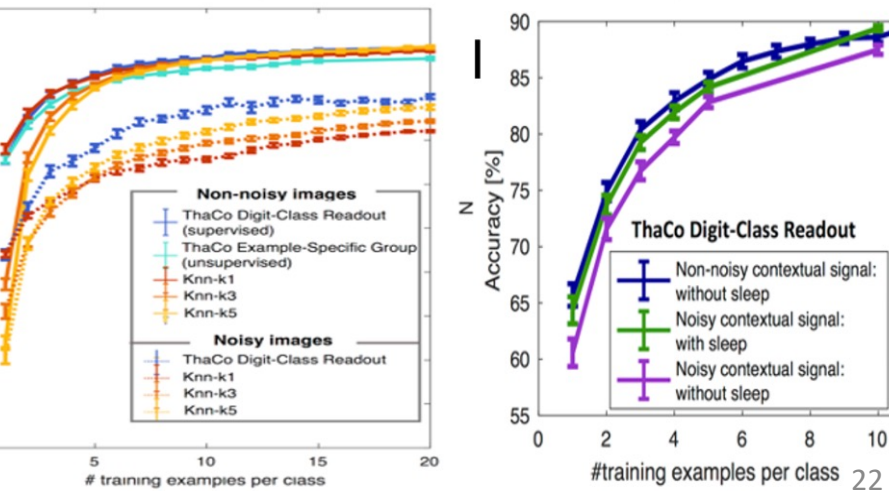 Non-noisy images
ThaCo Digit-Class Readout
(supervised)
ThaCo Example-Specific Group
(unsupervised)
Knn-k1
Knn-k3
Knn-k5
Noisy images
ThaCo Digit-Class Readout
Knn-k1
Knn-k3
Knn-k5
5
10
15
20
# training examples per class
I
N
Accuracy [%]
90
85
80
75
70
65
60
55
ThaCo Digit-Class Readout
Non-noisy contextual signal:
without sleep
Noisy contextual signal:
with sleep
Noisy contextual signal:
without sleep
0
2
4
6
8
10
#training examples per class
22